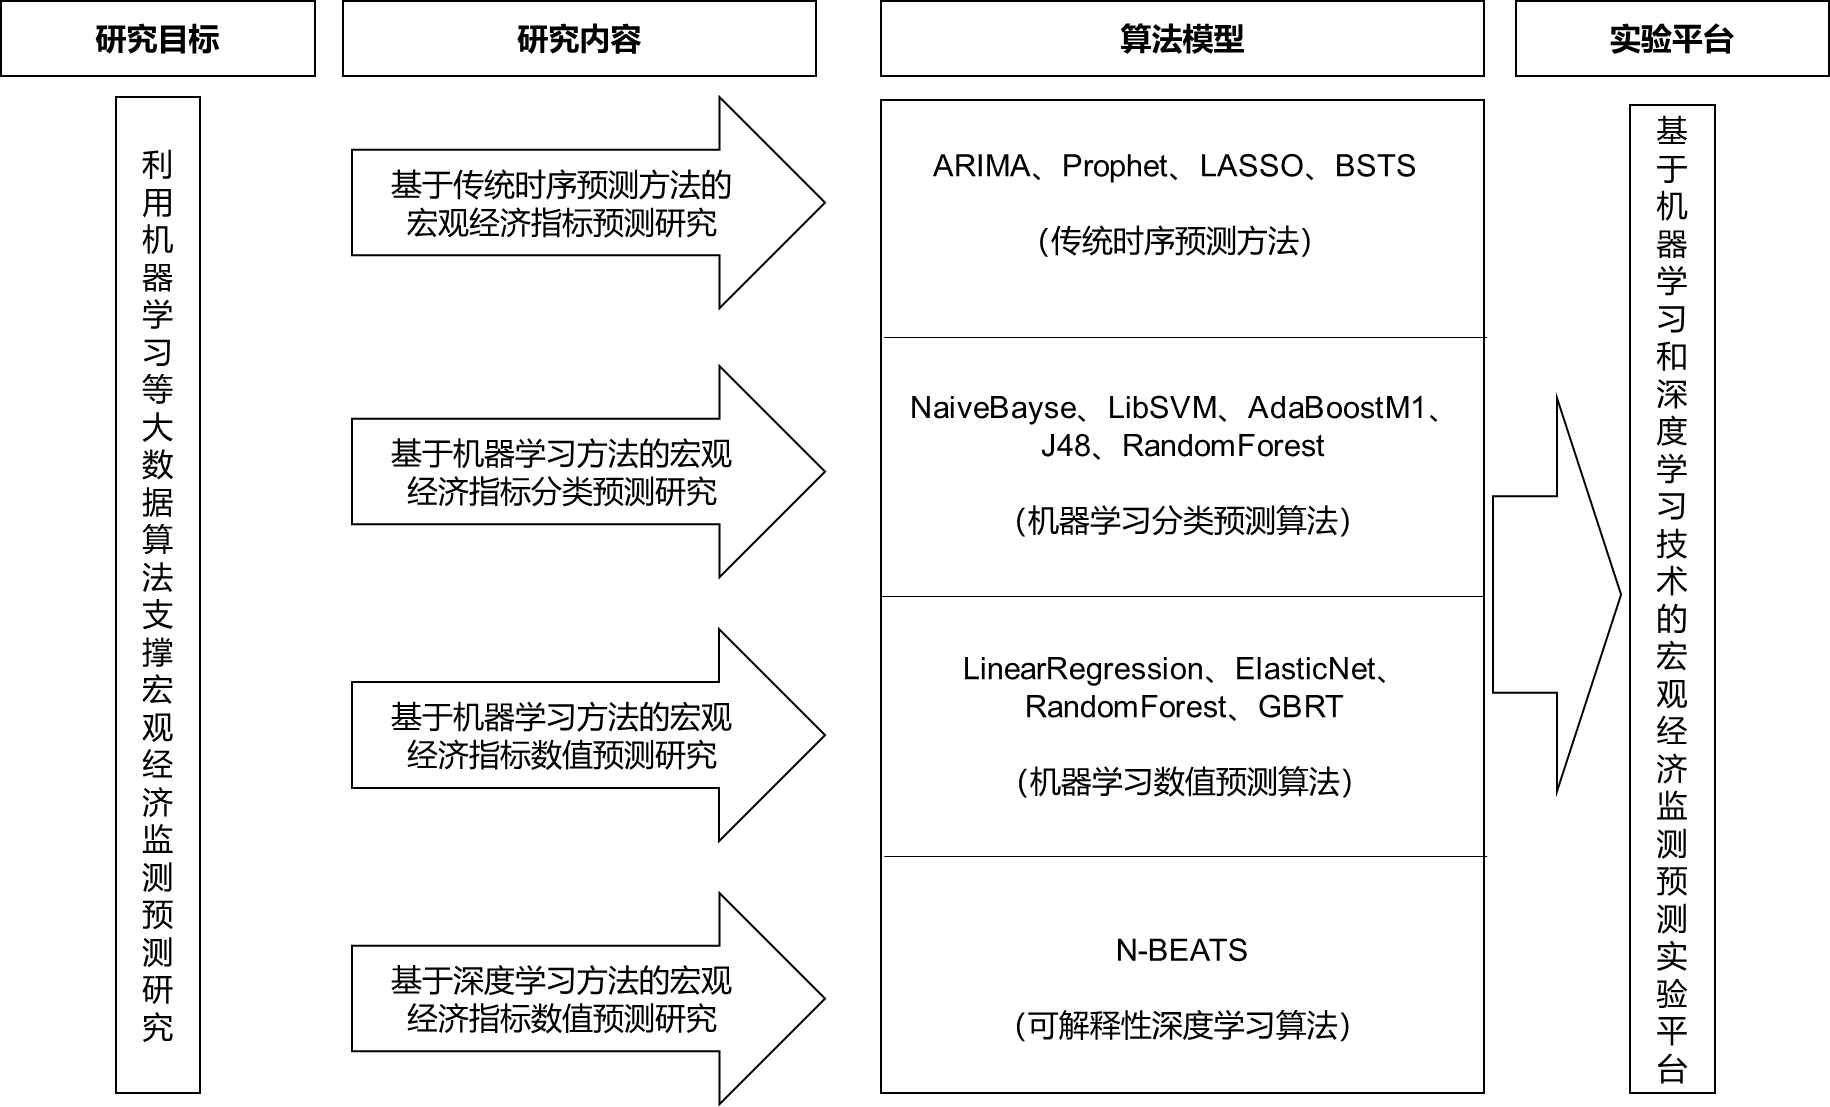 研究目标
研究内容
算法模型
实验平台
利用机器学习等大数据算法支撑宏观经济监测预测研究
基于传统时序预测方法的
宏观经济指标预测研究
ARIMA、Prophet、LASSO、BSTS
（传统时序预测方法）
基于机器学习方法的宏观
经济指标分类预测研究
NaiveBayse、LibSVM、AdaBoostM1、
J48、RandomForest
（机器学习分类预测算法）
基于机器学习方法的宏观
经济指标数值预测研究
LinearRegression、ElasticNet、
RandomForest、GBRT
（机器学习数值预测算法）
基于深度学习方法的宏观
经济指标数值预测研究
N-BEATS
（可解释性深度学习算法）
基于机器学习和深度学习技术的宏观经济监测预测实验平台